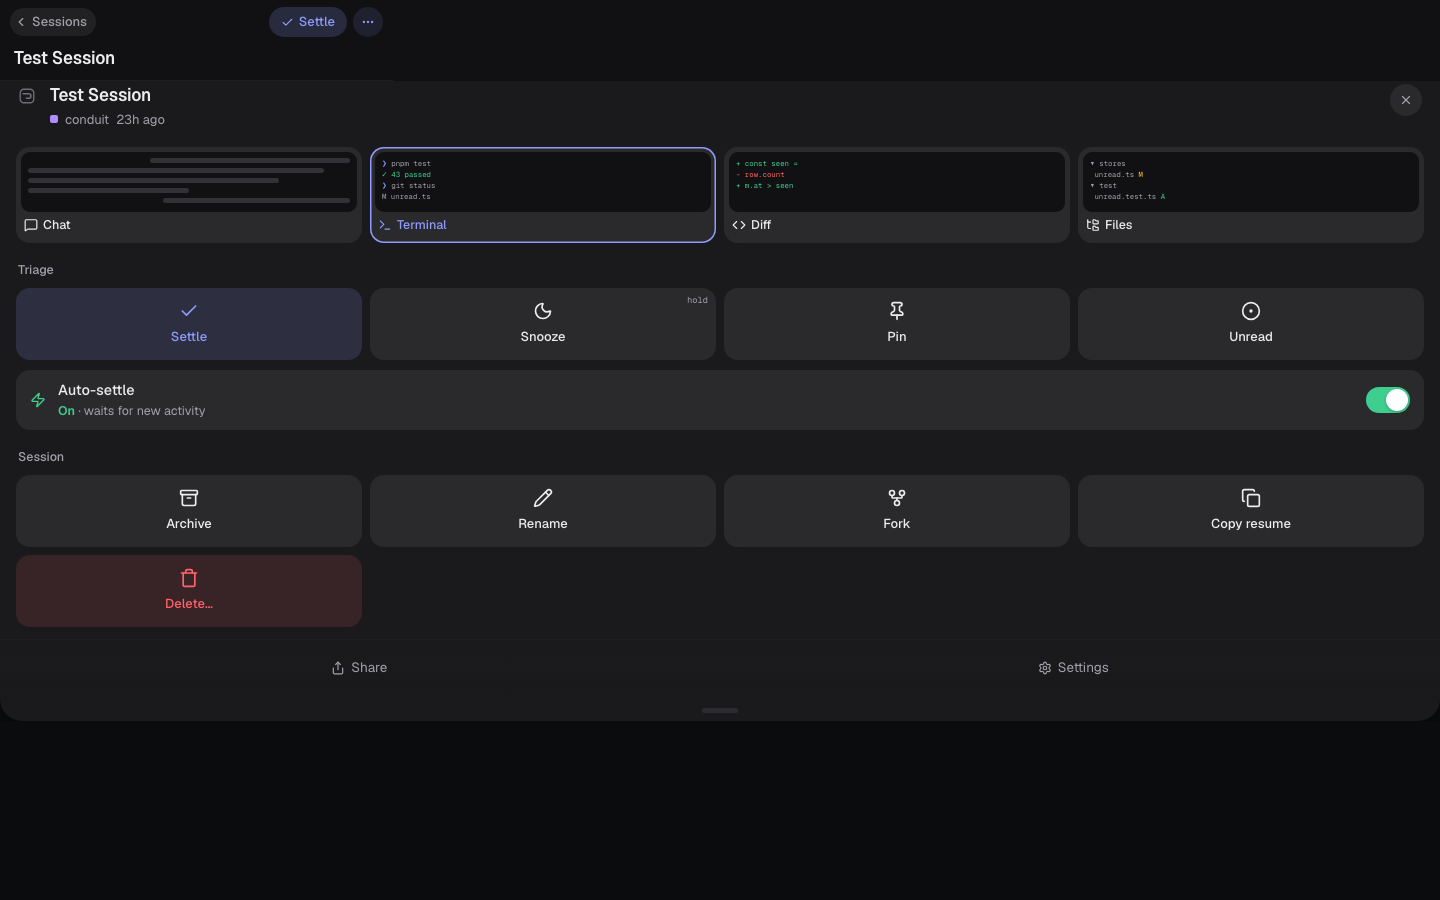 Sessions
Settle
Test Session
Test Session
conduit 23h ago
❯ pnpm test
✓ 43 passed
❯ git status
M unread.ts
+ const seen =
- row.count
+ m.at > seen
▾ stores
unread.ts M
▾ test
unread.test.ts A
Chat
Terminal
Diff
Files
Triage
Settle
hold
Snooze
Pin
Unread
Auto-settle
On · waits for new activity
Session
Archive
Rename
Fork
Copy resume
Delete...
Share
Settings